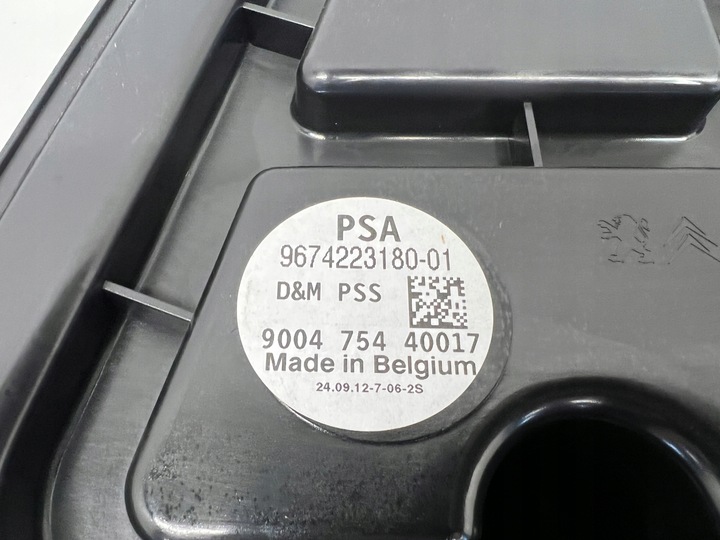 PSA
9674223180-01
D&M PSS
9004 754 40017
Made in Belgium
24.09.12-7-06-2S